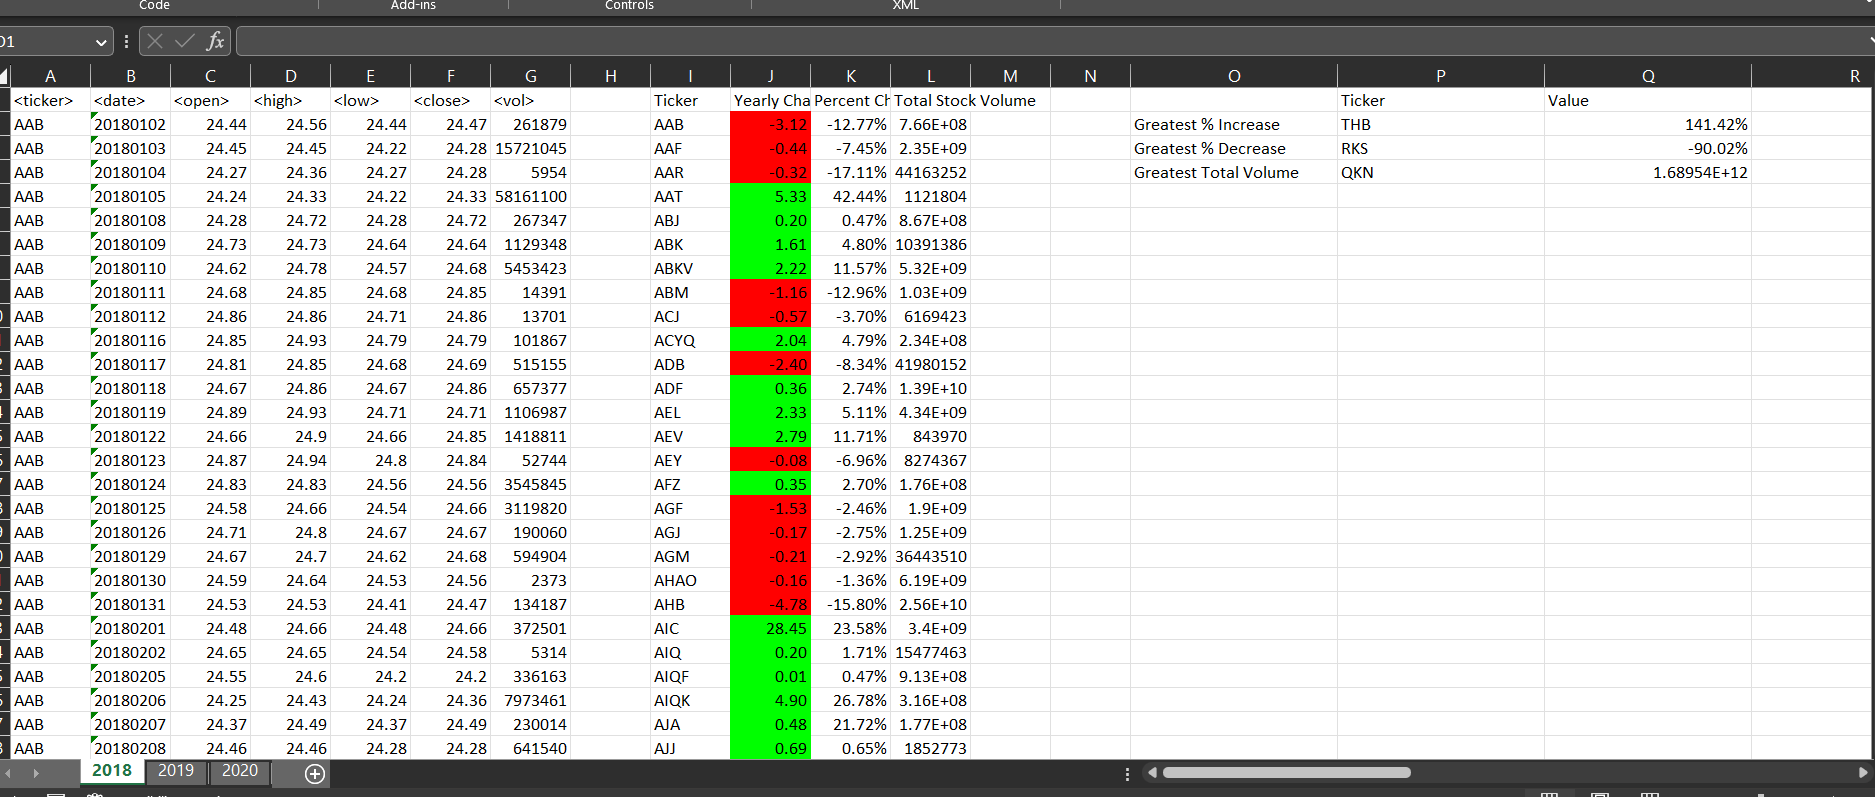 Code Add-ins Controls XML
fx
A B C D E F G H I J K L M N O P Q R
<ticker> <date> <open> <high> <low> <close> <vol> Ticker Yearly Cha Percent Ch Total Stock Volume Ticker Value
AAB 20180102 24.44 24.56 24.44 24.47 261879 AAB -3.12 -12.77% 7.66E+08 Greatest % Increase THB 141.42%
AAB 20180103 24.45 24.45 24.22 24.28 15721045 AAF -0.44 -7.45% 2.35E+09 Greatest % Decrease RKS -90.02%
AAB 20180104 24.27 24.36 24.27 24.28 5954 AAR -0.32 -17.11% 44163252 Greatest Total Volume QKN 1.68954E+12
AAB 20180105 24.24 24.33 24.22 24.33 58161100 AAT 5.33 42.44% 1121804
AAB 20180108 24.28 24.72 24.28 24.72 267347 ABJ 0.20 0.47% 8.67E+08
AAB 20180109 24.73 24.73 24.64 24.64 1129348 ABK 1.61 4.80% 10391386
AAB 20180110 24.62 24.78 24.57 24.68 5453423 ABKV 2.22 11.57% 5.32E+09
AAB 20180111 24.68 24.85 24.68 24.85 14391 ABM -1.16 -12.96% 1.03E+09
AAB 20180112 24.86 24.86 24.71 24.86 13701 ACJ -0.57 -3.70% 6169423
AAB 20180116 24.85 24.93 24.79 24.79 101867 ACYQ 2.04 4.79% 2.34E+08
AAB 20180117 24.81 24.85 24.68 24.69 515155 ADB -2.40 -8.34% 41980152
AAB 20180118 24.67 24.86 24.67 24.86 657377 ADF 0.36 2.74% 1.39E+10
AAB 20180119 24.89 24.93 24.71 24.71 1106987 AEL 2.33 5.11% 4.34E+09
AAB 20180122 24.66 24.9 24.66 24.85 1418811 AEV 2.79 11.71% 843970
AAB 20180123 24.87 24.94 24.8 24.84 52744 AEY -0.08 -6.96% 8274367
AAB 20180124 24.83 24.83 24.56 24.56 3545845 AFZ 0.35 2.70% 1.76E+08
AAB 20180125 24.58 24.66 24.54 24.66 3119820 AGF -1.53 -2.46% 1.9E+09
AAB 20180126 24.71 24.8 24.67 24.67 190060 AGJ -0.17 -2.75% 1.25E+09
AAB 20180129 24.67 24.7 24.62 24.68 594904 AGM -0.21 -2.92% 36443510
AAB 20180130 24.59 24.64 24.53 24.56 2373 AHAO -0.16 -1.36% 6.19E+09
AAB 20180131 24.53 24.53 24.41 24.47 134187 AHB -4.78 -15.80% 2.56E+10
AAB 20180201 24.48 24.66 24.48 24.66 372501 AIC 28.45 23.58% 3.4E+09
AAB 20180202 24.65 24.65 24.54 24.58 5314 AIQ 0.20 1.71% 15477463
AAB 20180205 24.55 24.6 24.2 24.2 336163 AIQF 0.01 0.47% 9.13E+08
AAB 20180206 24.25 24.43 24.24 24.36 7973461 AIQK 4.90 26.78% 3.16E+08
AAB 20180207 24.37 24.49 24.37 24.49 230014 AJA 0.48 21.72% 1.77E+08
AAB 20180208 24.46 24.46 24.28 24.28 641540 AJJ 0.69 0.65% 1852773
2018 2019 2020